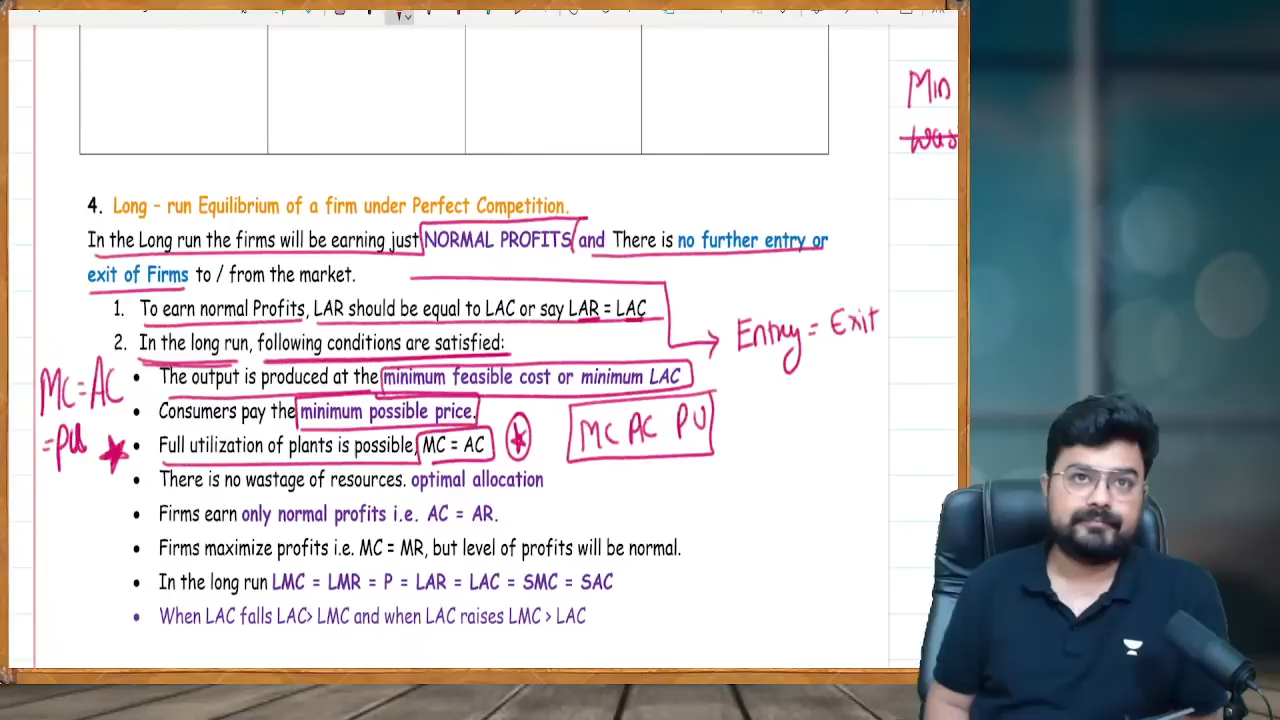 Min
4. Long - run Equilibrium of a firm under Perfect Competition.
In the Long run the firms will be earning just NORMAL PROFITS and There is no further entry or
exit of Firms to / from the market.
1. To earn normal Profits, LAR should be equal to LAC or say LAR = LAC
Entry = Exit
2. In the long run, following conditions are satisfied:
MC = AC
• The output is produced at the minimum feasible cost or minimum LAC
• Consumers pay the minimum possible price.
= PU
• Full utilization of plants is possible, MC = AC
MC AC PU
• There is no wastage of resources. optimal allocation
• Firms earn only normal profits i.e. AC = AR.
• Firms maximize profits i.e. MC = MR, but level of profits will be normal.
• In the long run LMC = LMR = P = LAR = LAC = SMC = SAC
• When LAC falls LAC> LMC and when LAC raises LMC > LAC